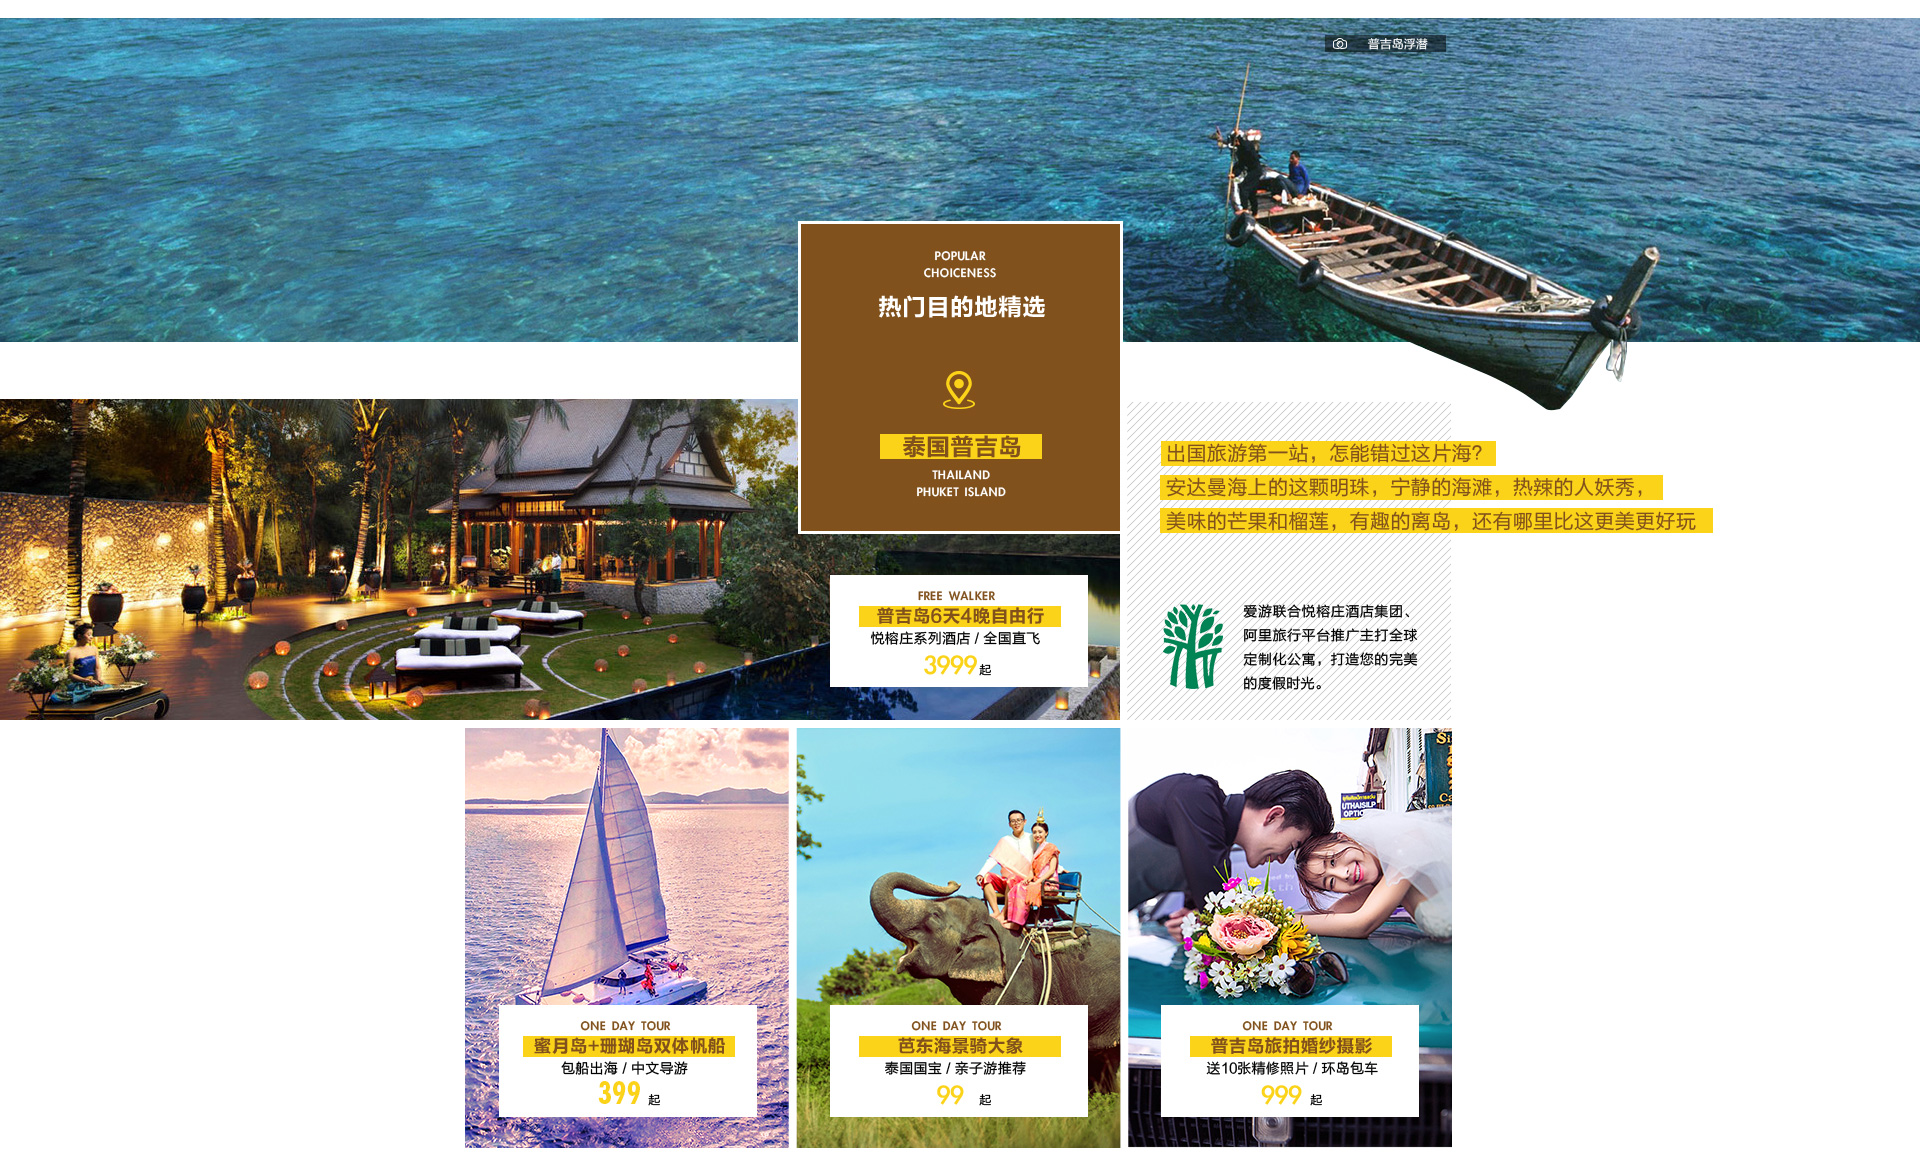 普吉岛浮潜
POPULAR
CHOICENESS
热门目的地精选
泰国普吉岛
THAILAND
PHUKET ISLAND
出国旅游第一站，怎能错过这片海？
安达曼海上的这颗明珠，宁静的海滩，热辣的人妖秀，
美味的芒果和榴莲，有趣的离岛，还有哪里比这更美更好玩
FREE WALKER
普吉岛6天4晚自由行
悦榕庄系列酒店 / 全国直飞
3999起
爱游联合悦榕庄酒店集团、
阿里旅行平台推广主打全球
定制化公寓，打造您的完美
的度假时光。
ONE DAY TOUR
蜜月岛+珊瑚岛双体帆船
包船出海 / 中文导游
399 起
ONE DAY TOUR
芭东海景骑大象
泰国国宝 / 亲子游推荐
99 起
UTHAISILP
OPTIC
ONE DAY TOUR
普吉岛旅拍婚纱摄影
送10张精修照片 / 环岛包车
999 起